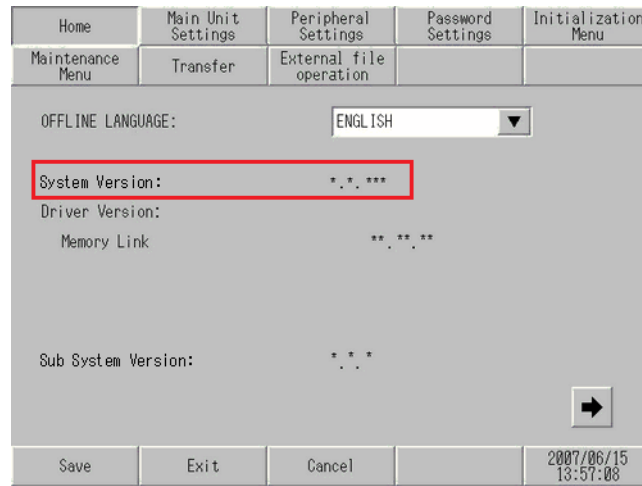 Home
Main Unit
Settings
Peripheral
Settings
Password
Settings
Initialization
Menu
Maintenance
Menu
Transfer
External file
operation
OFFLINE LANGUAGE:
ENGLISH
System Version:
*.*.***
Driver Version:
Memory Link
**.**.**
Sub System Version:
*.*.*
Save
Exit
Cancel
2007/06/15
13:57:08